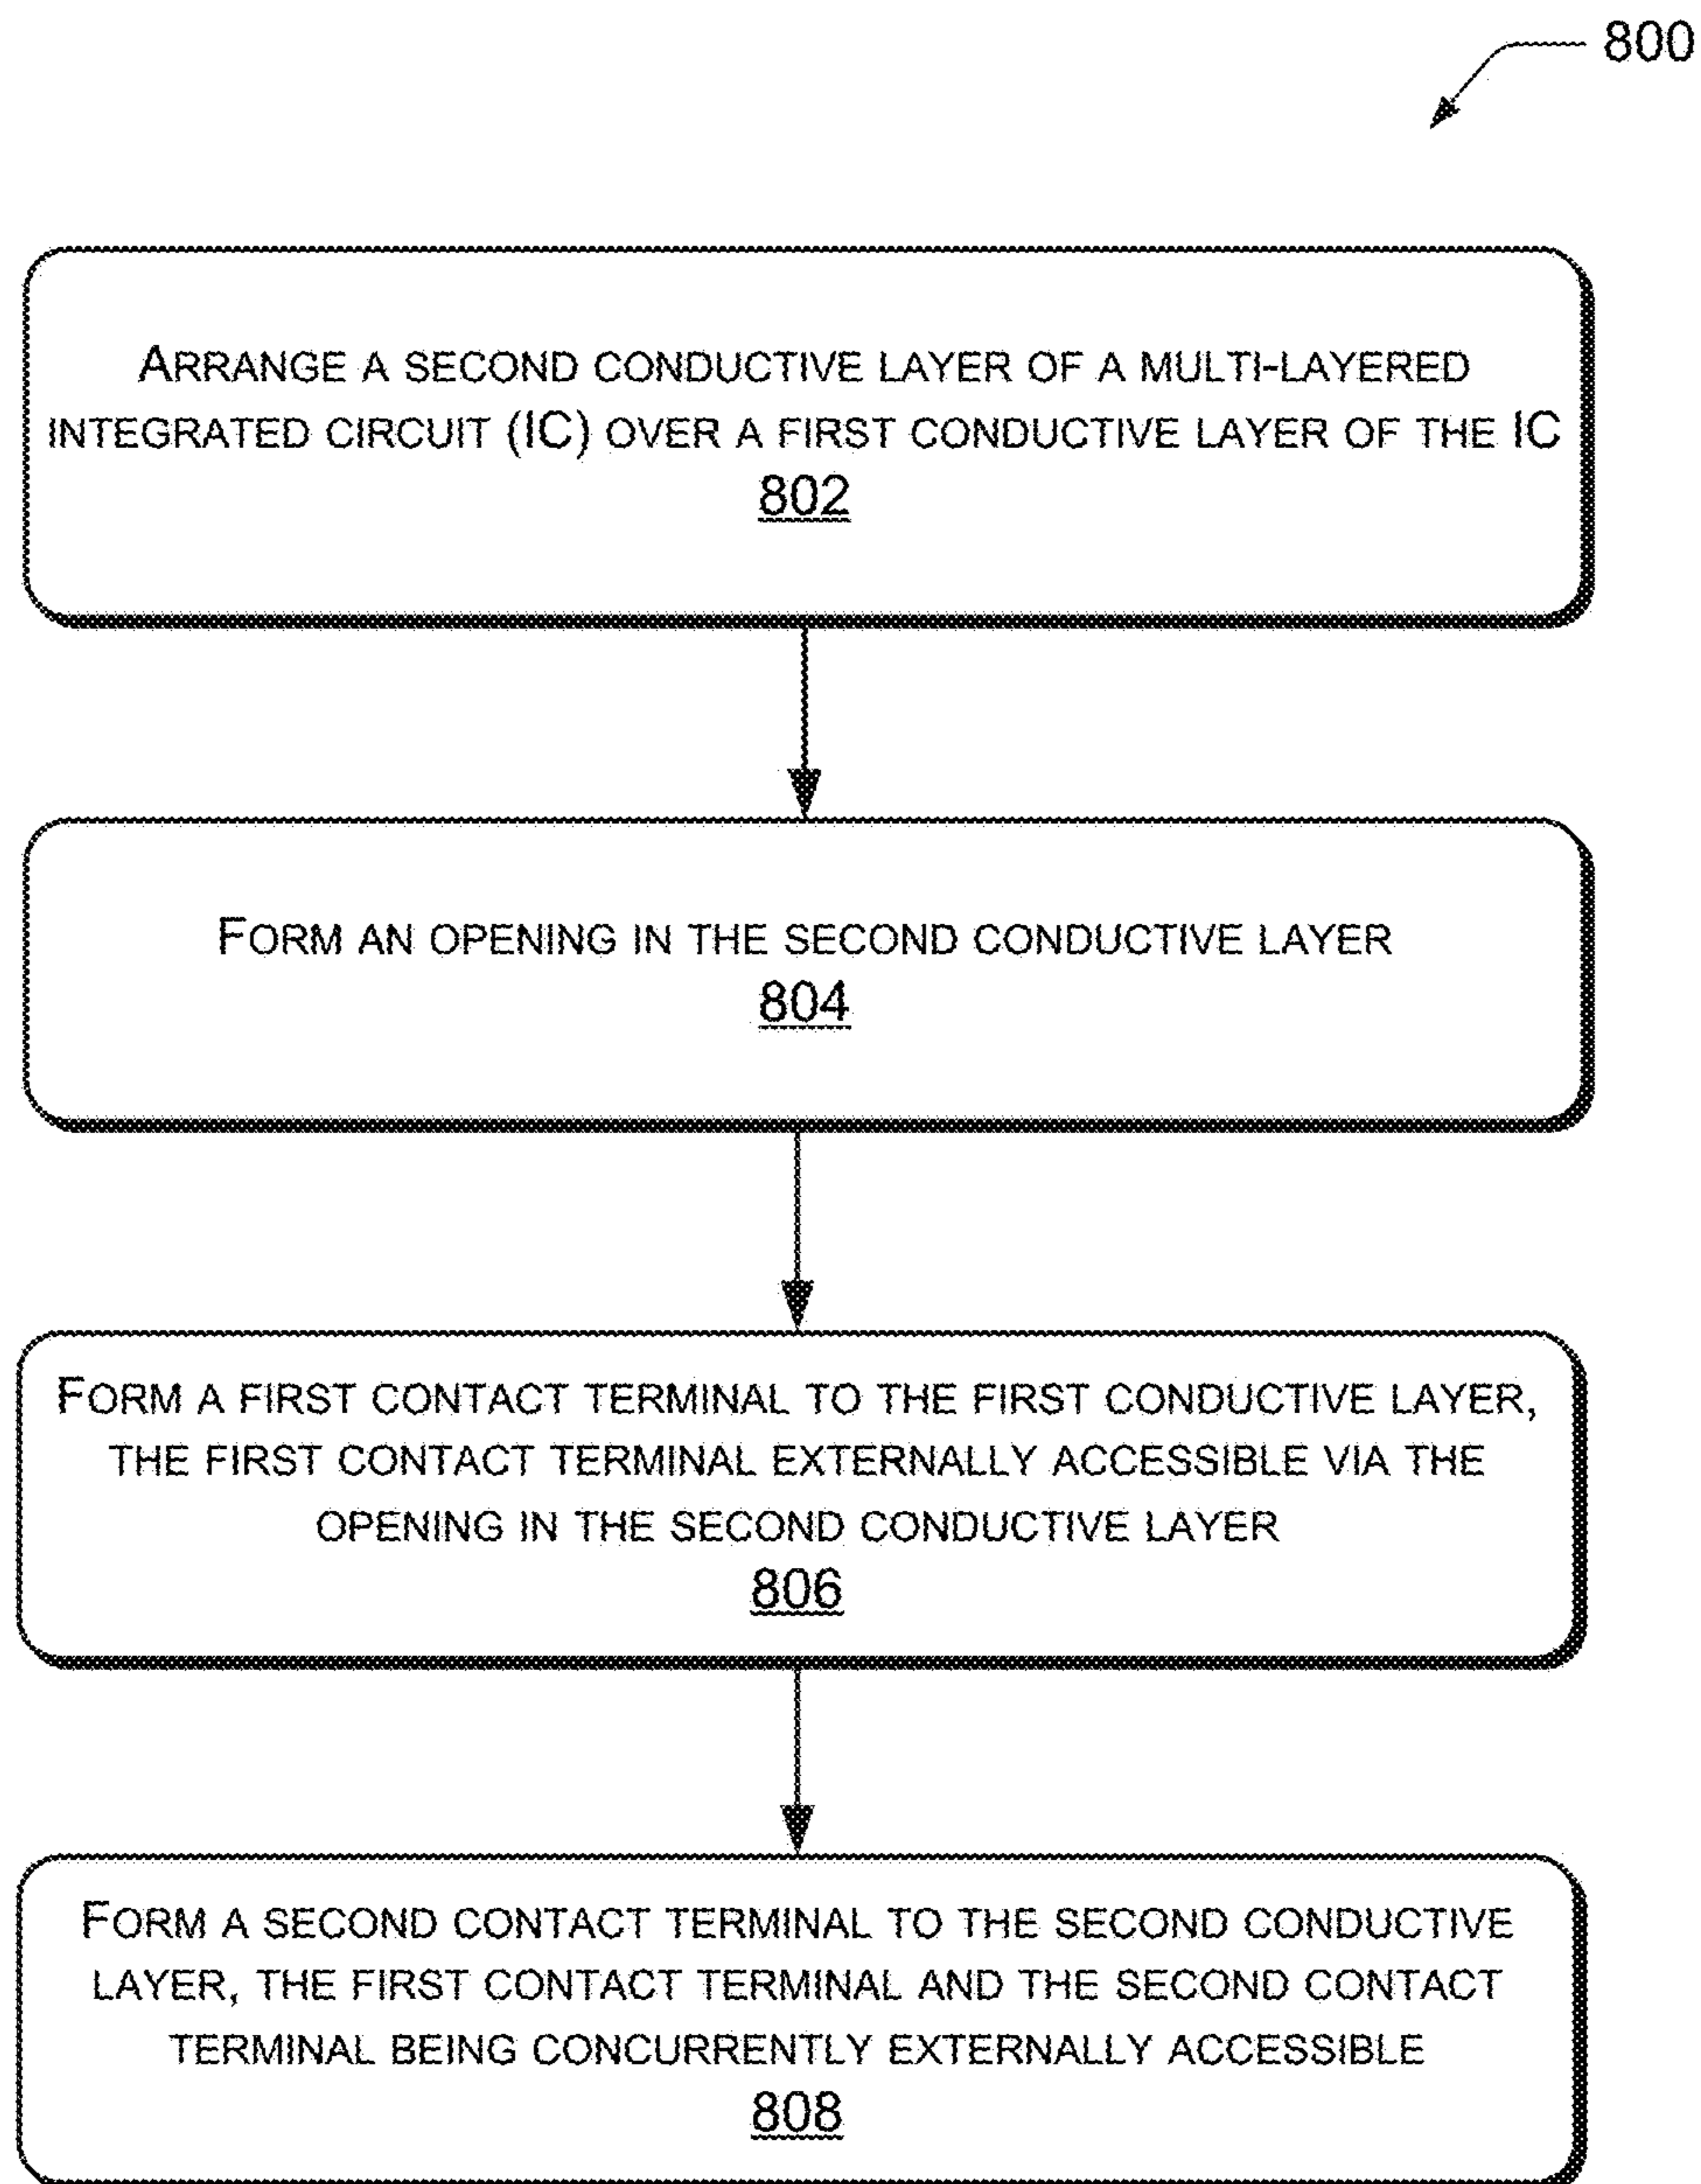 800
ARRANGE A SECOND CONDUCTIVE LAYER OF A MULTI-LAYERED
INTEGRATED CIRCUIT (IC) OVER A FIRST CONDUCTIVE LAYER OF THE IC
802
FORM AN OPENING IN THE SECOND CONDUCTIVE LAYER
804
FORM A FIRST CONTACT TERMINAL TO THE FIRST CONDUCTIVE LAYER,
THE FIRST CONTACT TERMINAL EXTERNALLY ACCESSIBLE VIA THE
OPENING IN THE SECOND CONDUCTIVE LAYER
806
FORM A SECOND CONTACT TERMINAL TO THE SECOND CONDUCTIVE
LAYER, THE FIRST CONTACT TERMINAL AND THE SECOND CONTACT
TERMINAL BEING CONCURRENTLY EXTERNALLY ACCESSIBLE
808